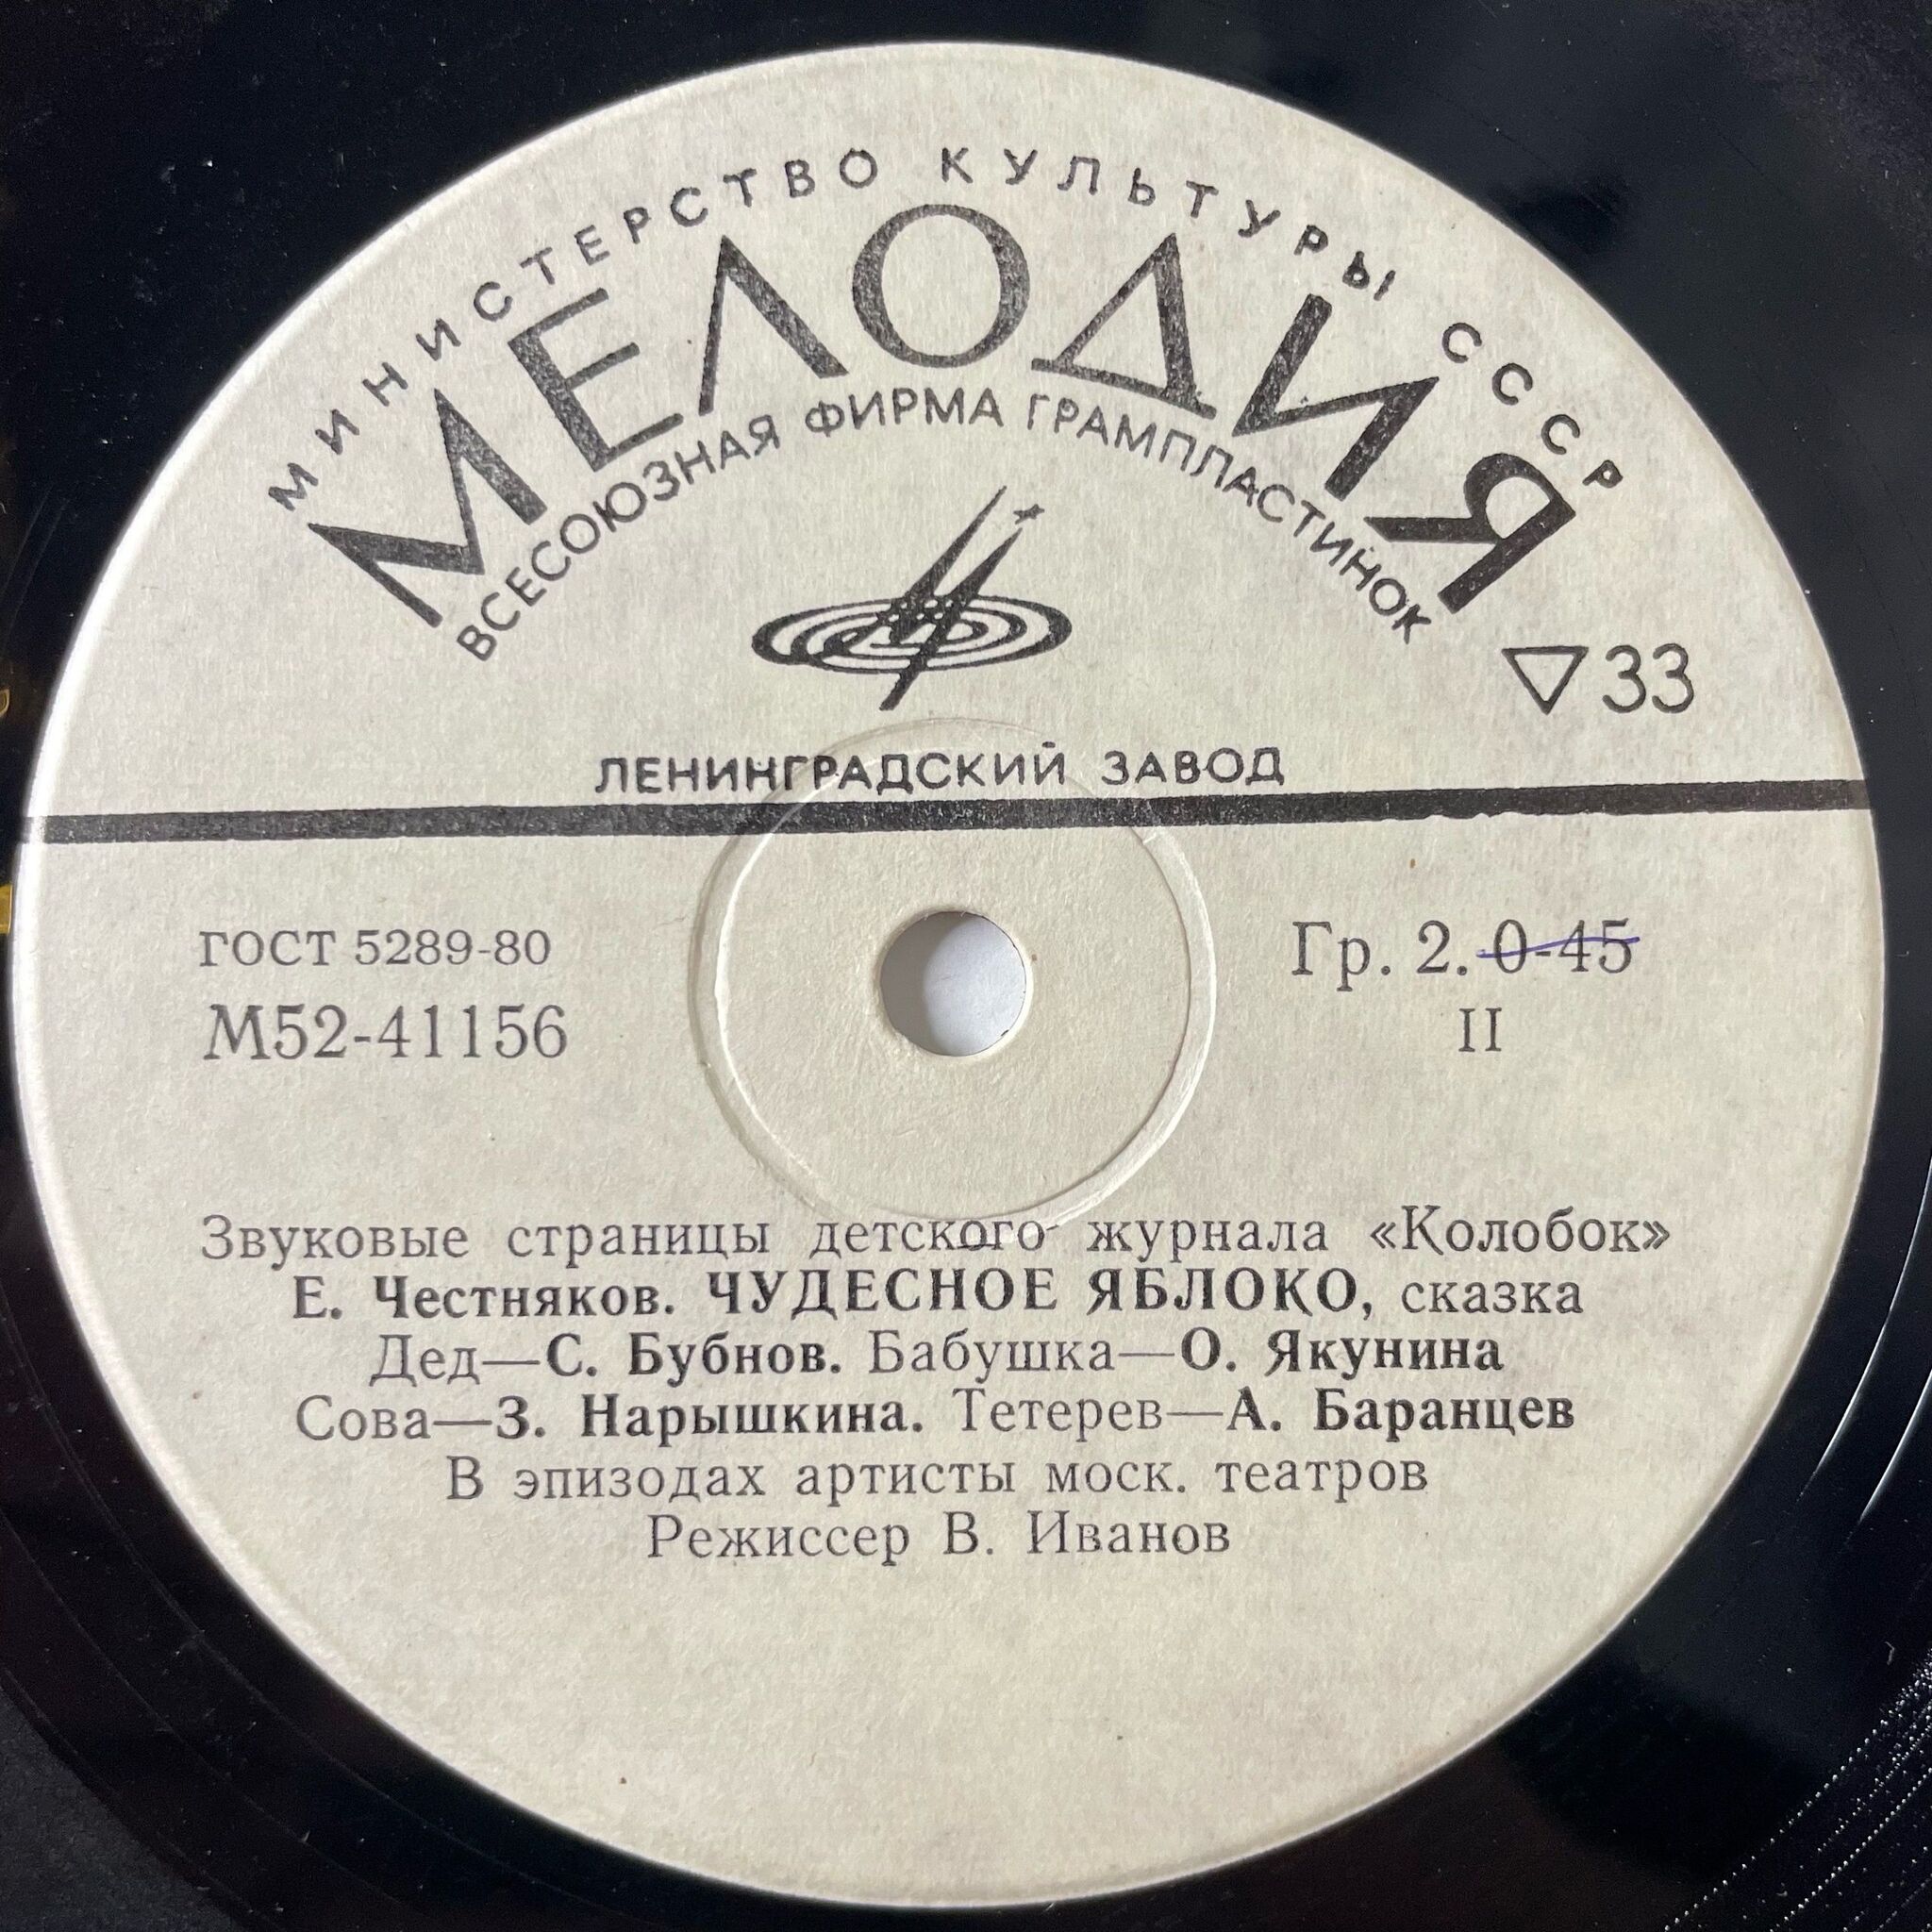 МИНИСТЕРСТВО КУЛЬТУРЫ СССР
МЕЛОДИЯ
ВСЕСОЮЗНАЯ ФИРМА ГРАМПЛАСТИНОК
▽33
ЛЕНИНГРАДСКИЙ ЗАВОД
ГОСТ 5289-80
Гр. 2. 0-45
М52-41156
II
Звуковые страницы детского журнала «Колобок»
Е. Честняков. ЧУДЕСНОЕ ЯБЛОКО, сказка
Дед—С. Бубнов. Бабушка—О. Якунина
Сова—З. Нарышкина. Тетерев—А. Баранцев
В эпизодах артисты моск. театров
Режиссер В. Иванов